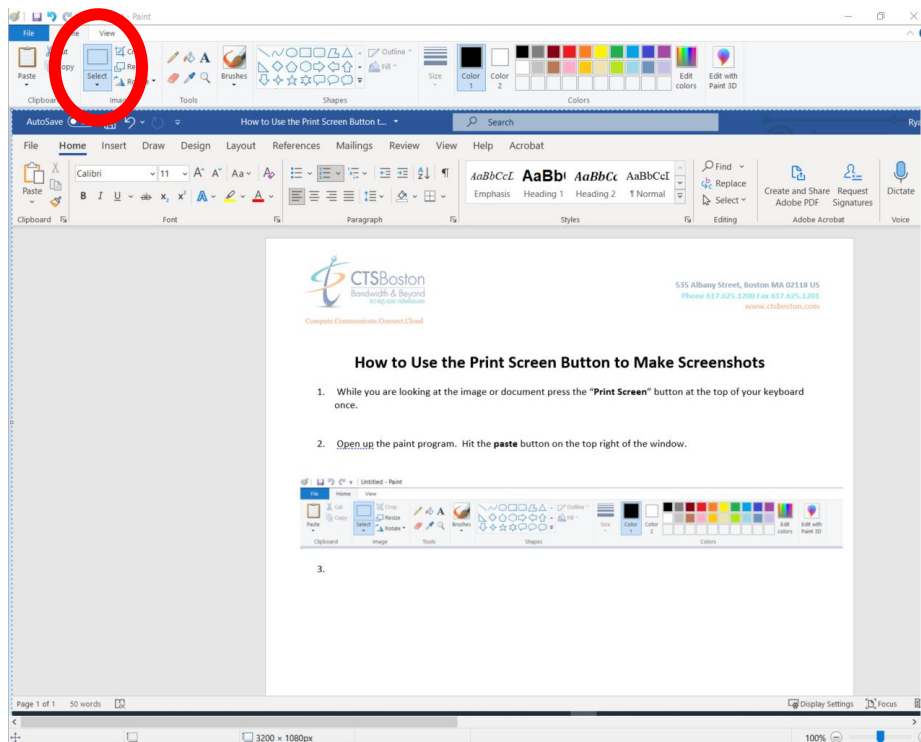 - Paint
File
View
Cut
Copy
Paste
Select
Brushes
Outline
Fill
Size
Color 1
Color 2
Edit colors
Edit with Paint 3D
Clipboard
Tools
Shapes
Colors
AutoSave
How to Use the Print Screen Button t...
Search
File Home Insert Draw Design Layout References Mailings Review View Help Acrobat
Paste
Calibri 11
Emphasis Heading 1 Heading 2 ¶ Normal
Find
Replace
Select
Create and Share Adobe PDF
Request Signatures
Dictate
Clipboard Font Paragraph Styles Editing Adobe Acrobat Voice
CTSBoston
Bandwidth & Beyond
Compute.Communicate.Connect.Cloud
535 Albany Street, Boston MA 02118 US
Phone 617.625.1200 Fax 617.625.1201
www.ctsboston.com
How to Use the Print Screen Button to Make Screenshots
1. While you are looking at the image or document press the “Print Screen” button at the top of your keyboard
once.
2. Open up the paint program. Hit the paste button on the top right of the window.
Untitled - Paint
File Home View
Cut
Copy
Paste
Select
Crop
Resize
Rotate
Brushes
Outline
Fill
Size
Color 1
Color 2
Edit colors
Edit with Paint 3D
Clipboard Image Tools Shapes Colors
3.
Page 1 of 1 50 words
Display Settings Focus
3200 × 1080px
100%